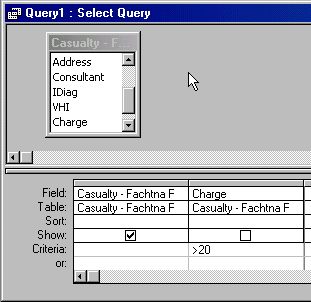 Query1 : Select Query
Casualty - F...
Address
Consultant
IDiag
VHI
Charge
Field: Casualty - Fachtna F Charge
Table: Casualty - Fachtna F Casualty - Fachtna F
Sort:
Show:
Criteria: >20
or: